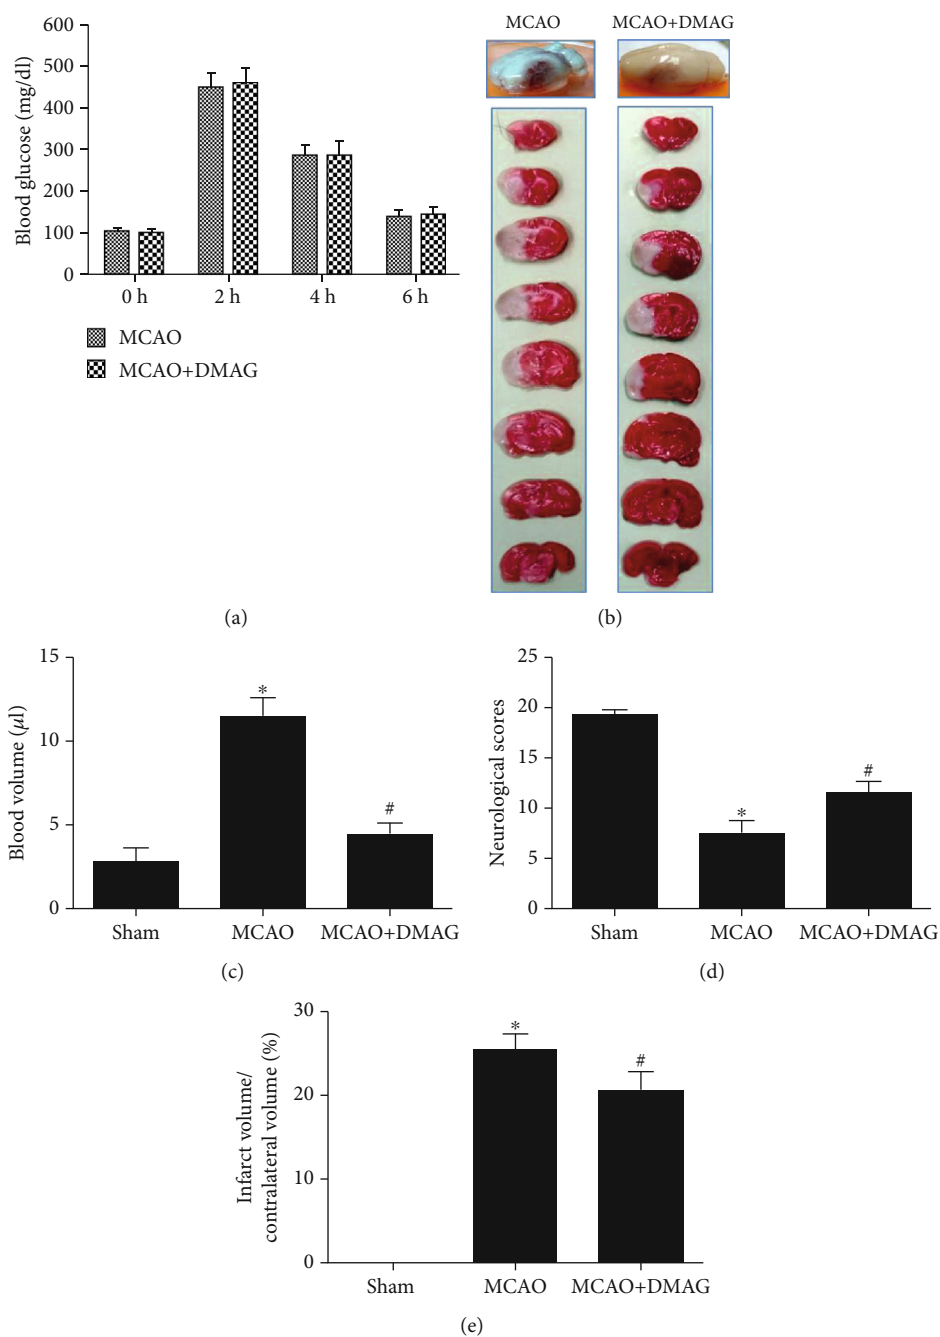 600
500
400
300
200
100
0
Blood glucose (mg/dl)
0 h 2 h 4 h 6 h
MCAO
MCAO+DMAG
(a)
MCAO MCAO+DMAG
(b)
15
10
5
0
Blood volume (μl)
*
#
Sham MCAO MCAO+DMAG
(c)
25
20
15
10
5
0
Neurological scores
*
#
Sham MCAO MCAO+DMAG
(d)
30
20
10
0
Infarct volume/
contralateral volume (%)
*
#
Sham MCAO MCAO+DMAG
(e)